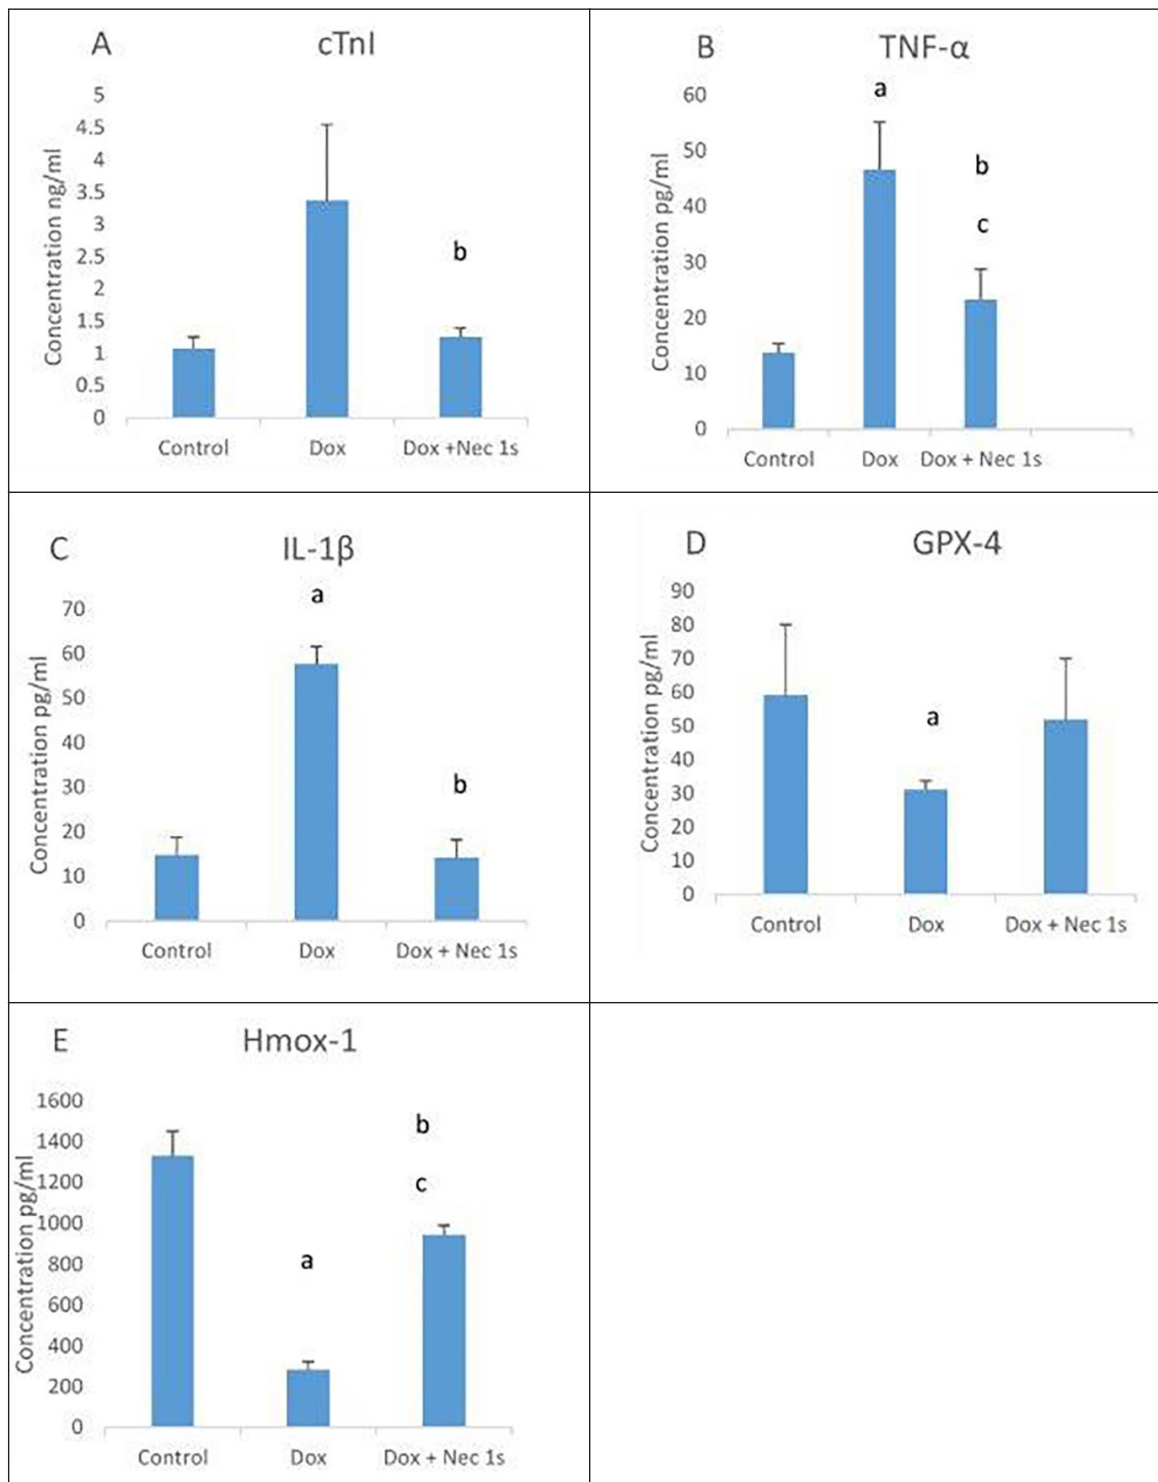 A
cTnI
5
4.5
4
3.5
3
2.5
2
1.5
1
0.5
0
Concentration ng/ml
b
Control
Dox
Dox +Nec 1s
B
TNF-α
60
50
40
30
20
10
0
Concentration pg/ml
a
b
c
Control
Dox
Dox + Nec 1s
C
IL-1β
70
60
50
40
30
20
10
0
Concentration pg/ml
a
b
Control
Dox
Dox + Nec 1s
D
GPX-4
90
80
70
60
50
40
30
20
10
0
Concentration pg/ml
a
Control
Dox
Dox + Nec 1s
E
Hmox-1
1600
1400
1200
1000
800
600
400
200
0
Concentration pg/ml
a
b
c
Control
Dox
Dox + Nec 1s